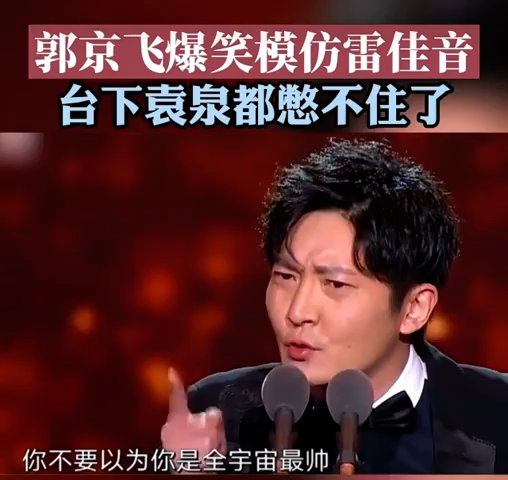 郭京飞爆笑模仿雷佳音
台下袁泉都憋不住了
你不要以为你是全宇宙最帅